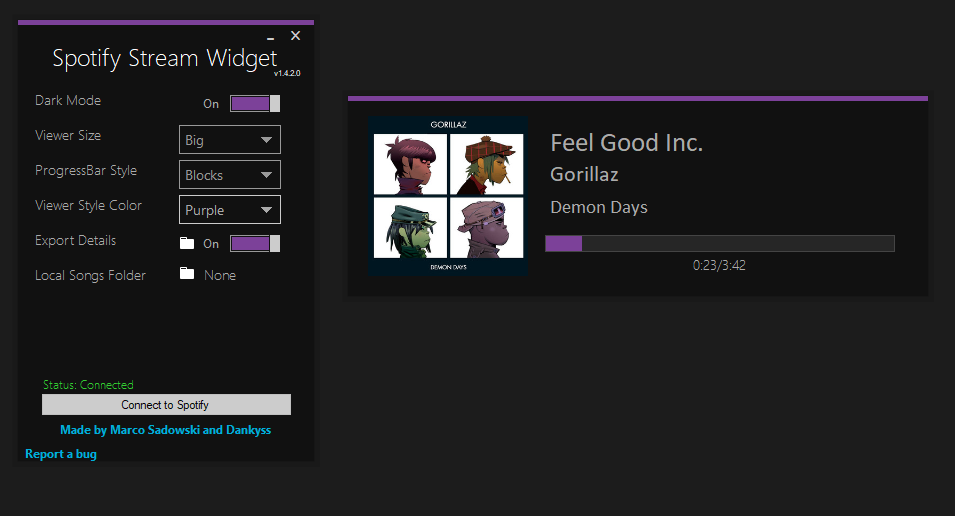 Spotify Stream Widget
v1.4.2.0
Dark Mode On
Viewer Size Big
ProgressBar Style Blocks
Viewer Style Color Purple
Export Details On
Local Songs Folder None
Status: Connected
Connect to Spotify
Made by Marco Sadowski and Dankyss
Report a bug
GORILLAZ
DEMON DAYS
Feel Good Inc.
Gorillaz
Demon Days
0:23/3:42